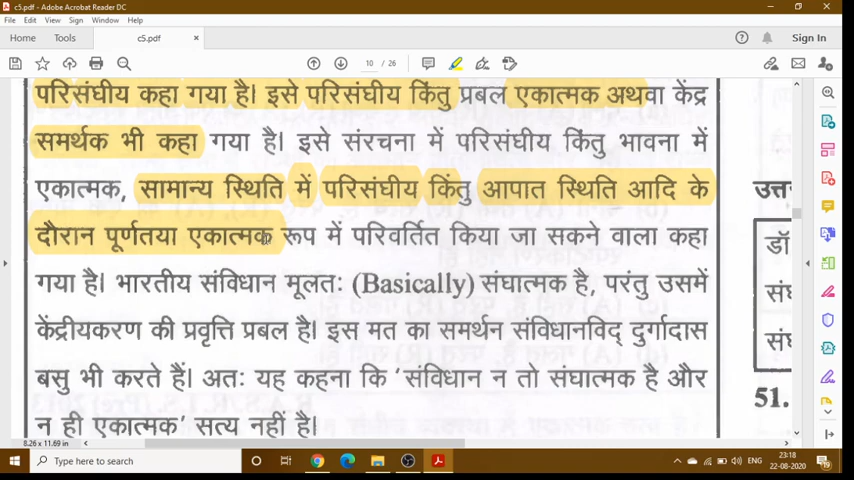 c5.pdf - Adobe Acrobat Reader DC
File Edit View Sign Window Help
Home Tools c5.pdf × Sign In
10 / 26
परिसंघीय कहा गया है। इसे परिसंघीय किंतु प्रबल एकात्मक अथवा केंद्र
समर्थक भी कहा गया है। इसे संरचना में परिसंघीय किंतु भावना में
एकात्मक, सामान्य स्थिति में परिसंघीय किंतु आपात स्थिति आदि के
दौरान पूर्णतया एकात्मक रूप में परिवर्तित किया जा सकने वाला कहा
गया है। भारतीय संविधान मूलत: (Basically) संघात्मक है, परंतु उसमें
केंद्रीयकरण की प्रवृत्ति प्रबल है। इस मत का समर्थन संविधानविद् दुर्गादास
बसु भी करते हैं। अत: यह कहना कि 'संविधान न तो संघात्मक है और
न ही एकात्मक' सत्य नहीं है।
उत्त
डॉ
संघ
संघ
51.
8.26 x 11.69 in
Type here to search
ENG
23:18
22-08-2020